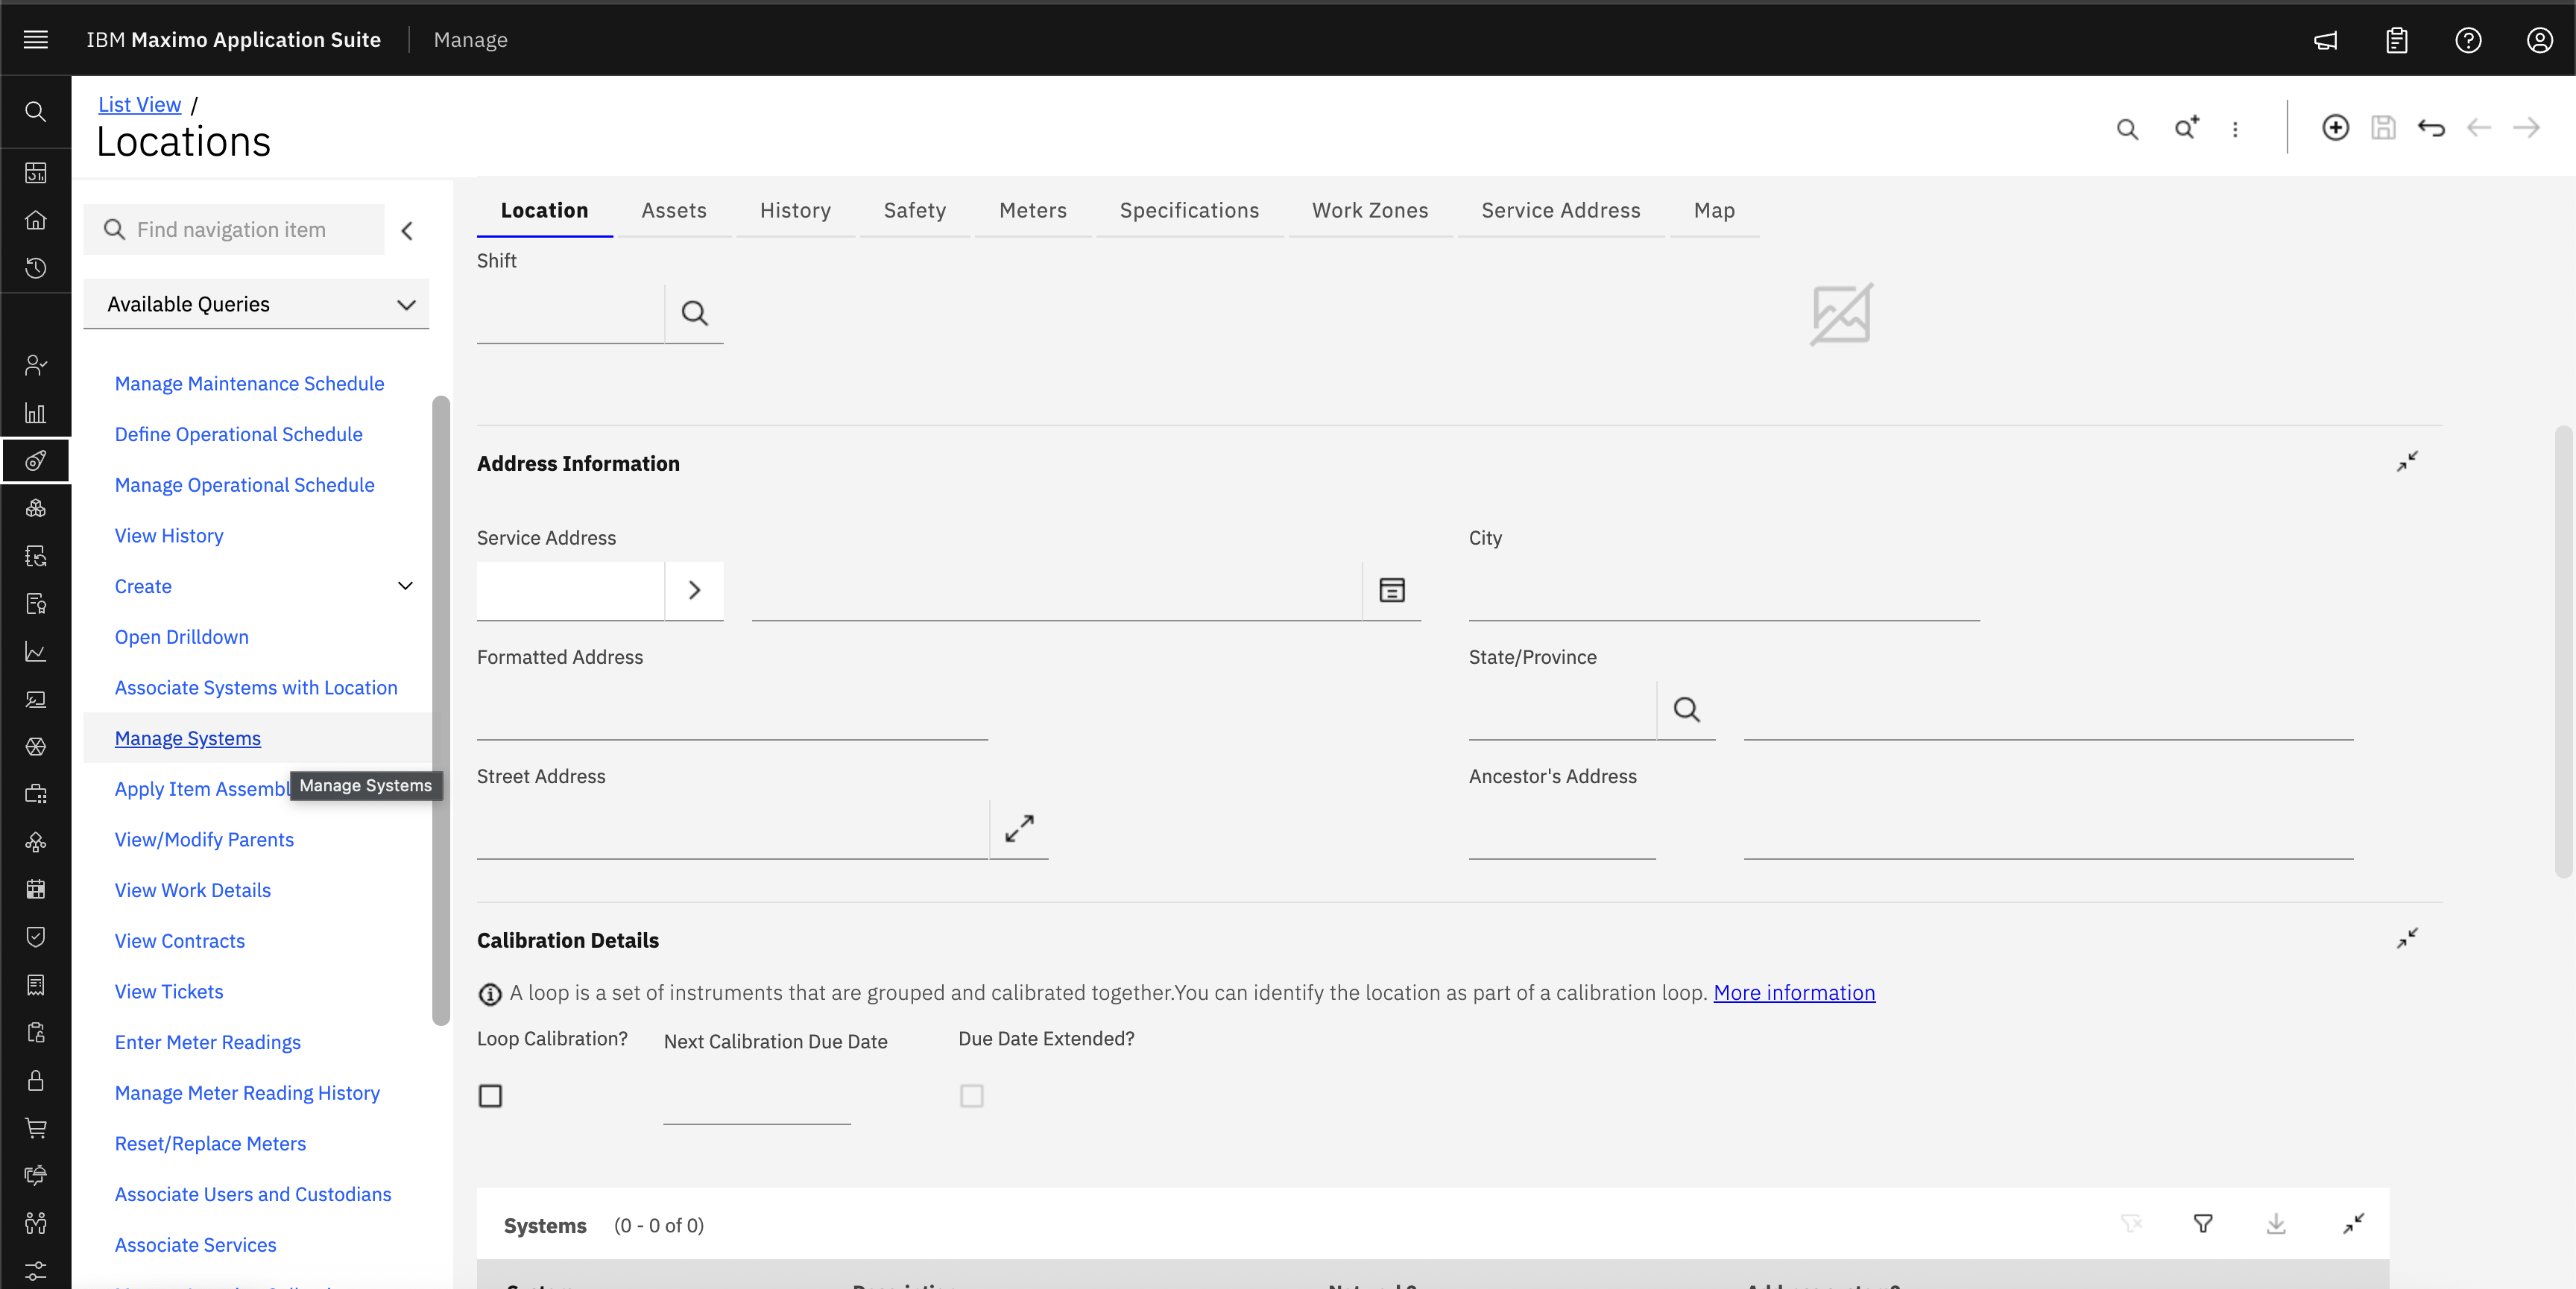 IBM Maximo Application Suite
Manage
List View /
Locations
Find navigation item
Available Queries
Manage Maintenance Schedule
Define Operational Schedule
Manage Operational Schedule
View History
Create
Open Drilldown
Associate Systems with Location
Manage Systems
Apply Item Assembl
Manage Systems
View/Modify Parents
View Work Details
View Contracts
View Tickets
Enter Meter Readings
Manage Meter Reading History
Reset/Replace Meters
Associate Users and Custodians
Associate Services
Location Assets History Safety Meters Specifications Work Zones Service Address Map
Shift
Address Information
Service Address
City
Formatted Address
State/Province
Street Address
Ancestor's Address
Calibration Details
A loop is a set of instruments that are grouped and calibrated together.You can identify the location as part of a calibration loop. More information
Loop Calibration? Next Calibration Due Date Due Date Extended?
Systems (0 - 0 of 0)